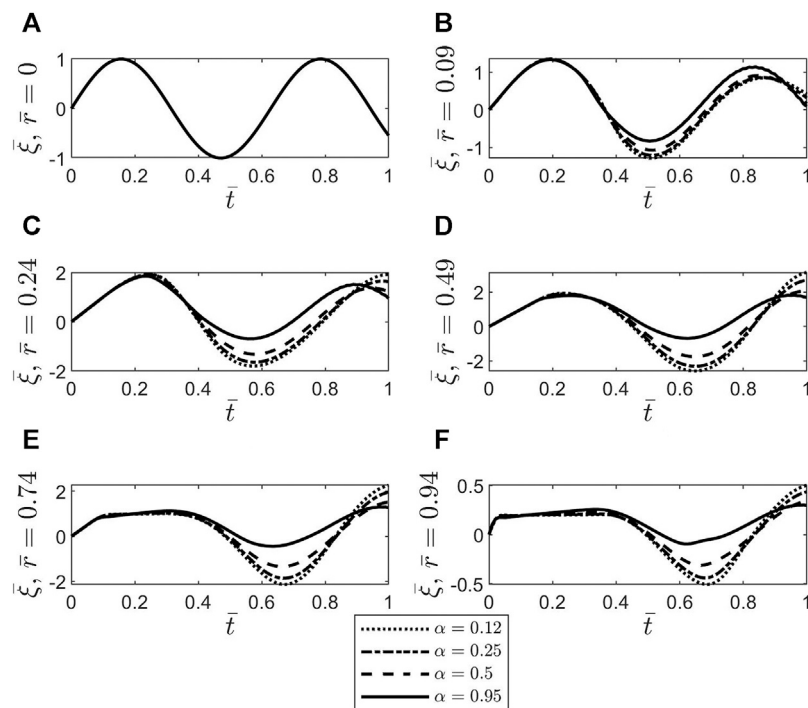 A
ξ̄, r̄ = 0
1
0
-1
0 0.2 0.4 0.6 0.8 1
t̄
B
ξ̄, r̄ = 0.09
1
0
-1
0 0.2 0.4 0.6 0.8 1
t̄
C
ξ̄, r̄ = 0.24
2
0
-2
0 0.2 0.4 0.6 0.8 1
t̄
D
ξ̄, r̄ = 0.49
2
0
-2
0 0.2 0.4 0.6 0.8 1
t̄
E
ξ̄, r̄ = 0.74
2
0
-2
0 0.2 0.4 0.6 0.8 1
t̄
F
ξ̄, r̄ = 0.94
0.5
0
-0.5
0 0.2 0.4 0.6 0.8 1
t̄
α = 0.12
α = 0.25
α = 0.5
α = 0.95